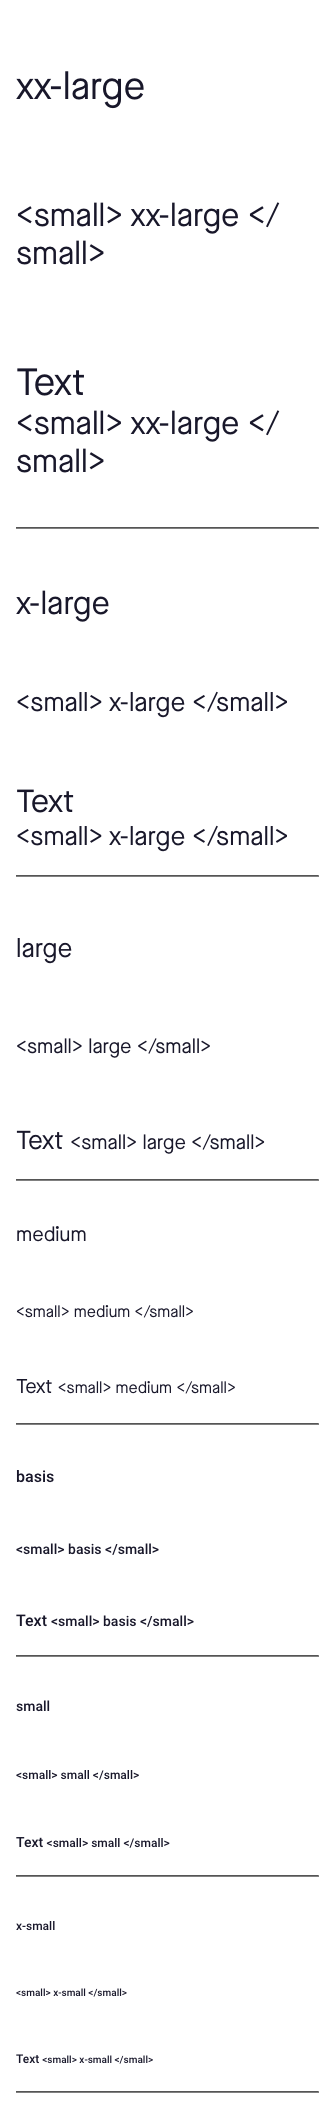 xx-large
<small> xx-large </
small>
Text
<small> xx-large </
small>
x-large
<small> x-large </small>
Text
<small> x-large </small>
large
<small> large </small>
Text <small> large </small>
medium
<small> medium </small>
Text <small> medium </small>
basis
<small> basis </small>
Text <small> basis </small>
small
<small> small </small>
Text <small> small </small>
x-small
<small> x-small </small>
Text <small> x-small </small>